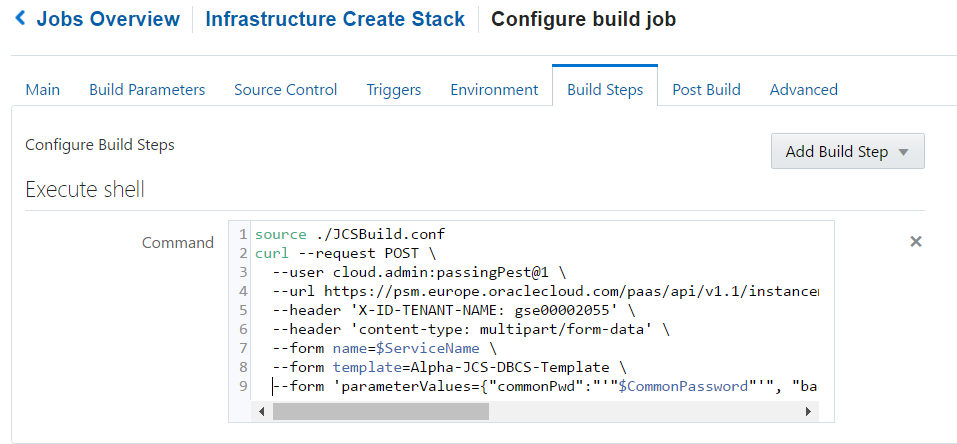 Jobs Overview Infrastructure Create Stack Configure build job
Main Build Parameters Source Control Triggers Environment Build Steps Post Build Advanced
Configure Build Steps
Add Build Step
Execute shell
Command
1 source ./JCSBuild.conf
2 curl --request POST \
3 --user cloud.admin:passingPest@1 \
4 --url https://psm.europe.oraclecloud.com/paas/api/v1.1/instancem
5 --header 'X-ID-TENANT-NAME: gse00002055' \
6 --header 'content-type: multipart/form-data' \
7 --form name=$ServiceName \
8 --form template=Alpha-JCS-DBCS-Template \
9 --form 'parameterValues={"commonPwd":"'"$CommonPassword"'", "ba